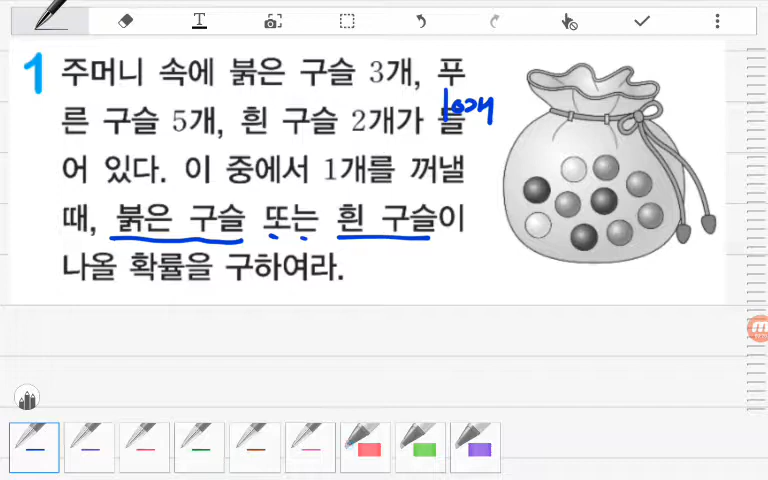 T
1 주머니 속에 붉은 구슬 3개, 푸
른 구슬 5개, 흰 구슬 2개가 들
10개
어 있다. 이 중에서 1개를 꺼낼
때, 붉은 구슬 또는 흰 구슬이
나올 확률을 구하여라.